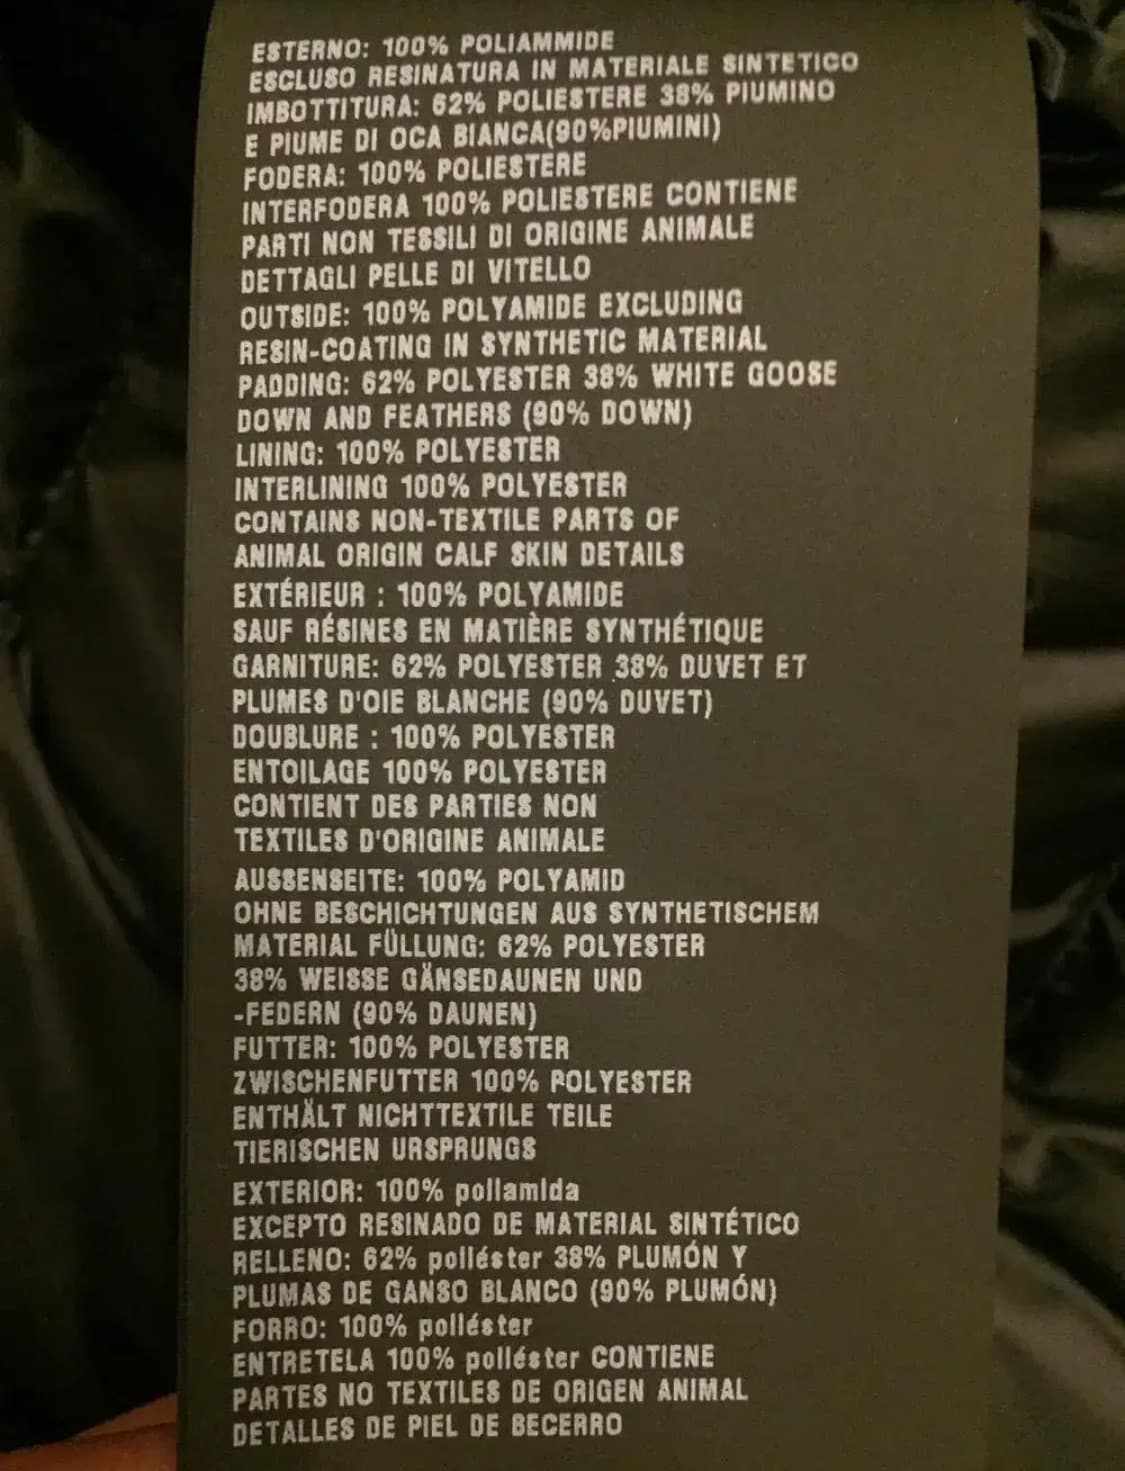 ESTERNO: 100% POLIAMMIDE
ESCLUSO RESINATURA IN MATERIALE SINTETICO
IMBOTTITURA: 62% POLIESTERE 38% PIUMINO
E PIUME DI OCA BIANCA(90%PIUMINI)
FODERA: 100% POLIESTERE
INTERFODERA 100% POLIESTERE CONTIENE
PARTI NON TESSILI DI ORIGINE ANIMALE
DETTAGLI PELLE DI VITELLO
OUTSIDE: 100% POLYAMIDE EXCLUDING
RESIN-COATING IN SYNTHETIC MATERIAL
PADDING: 62% POLYESTER 38% WHITE GOOSE
DOWN AND FEATHERS (90% DOWN)
LINING: 100% POLYESTER
INTERLINING 100% POLYESTER
CONTAINS NON-TEXTILE PARTS OF
ANIMAL ORIGIN CALF SKIN DETAILS
EXTÉRIEUR : 100% POLYAMIDE
SAUF RÉSINES EN MATIÈRE SYNTHÉTIQUE
GARNITURE: 62% POLYESTER 38% DUVET ET
PLUMES D'OIE BLANCHE (90% DUVET)
DOUBLURE : 100% POLYESTER
ENTOILAGE 100% POLYESTER
CONTIENT DES PARTIES NON
TEXTILES D'ORIGINE ANIMALE
AUSSENSEITE: 100% POLYAMID
OHNE BESCHICHTUNGEN AUS SYNTHETISCHEM
MATERIAL FÜLLUNG: 62% POLYESTER
38% WEISSE GÄNSEDAUNEN UND
-FEDERN (90% DAUNEN)
FUTTER: 100% POLYESTER
ZWISCHENFUTTER 100% POLYESTER
ENTHÄLT NICHTTEXTILE TEILE
TIERISCHEN URSPRUNGS
EXTERIOR: 100% poliamida
EXCEPTO RESINADO DE MATERIAL SINTÉTICO
RELLENO: 62% poliéster 38% PLUMÓN Y
PLUMAS DE GANSO BLANCO (90% PLUMÓN)
FORRO: 100% poliéster
ENTRETELA 100% poliéster CONTIENE
PARTES NO TEXTILES DE ORIGEN ANIMAL
DETALLES DE PIEL DE BECERRO